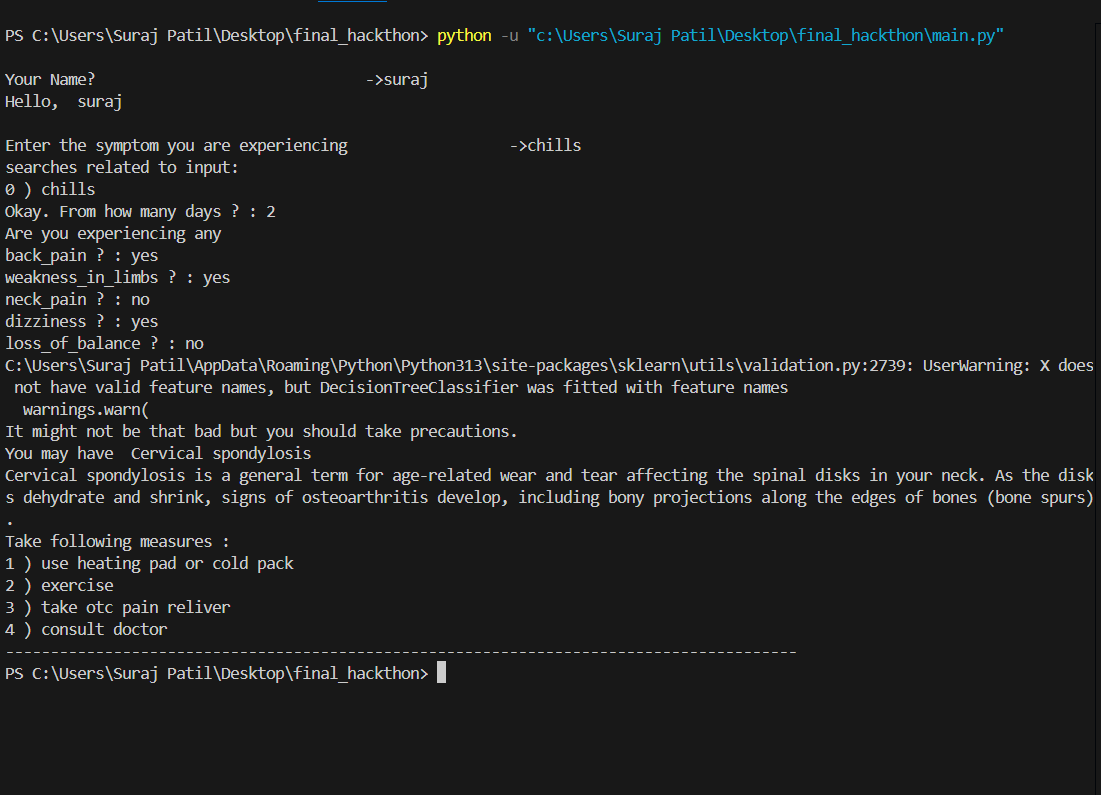 PS C:\Users\Suraj Patil\Desktop\final_hackthon> python -u "c:\Users\Suraj Patil\Desktop\final_hackthon\main.py"
Your Name?                              ->suraj
Hello,  suraj
Enter the symptom you are experiencing                  ->chills
searches related to input:
0 ) chills
Okay. From how many days ? : 2
Are you experiencing any
back_pain ? : yes
weakness_in_limbs ? : yes
neck_pain ? : no
dizziness ? : yes
loss_of_balance ? : no
C:\Users\Suraj Patil\AppData\Roaming\Python\Python313\site-packages\sklearn\utils\validation.py:2739: UserWarning: X does
 not have valid feature names, but DecisionTreeClassifier was fitted with feature names
  warnings.warn(
It might not be that bad but you should take precautions.
You may have  Cervical spondylosis
Cervical spondylosis is a general term for age-related wear and tear affecting the spinal disks in your neck. As the disk
s dehydrate and shrink, signs of osteoarthritis develop, including bony projections along the edges of bones (bone spurs)
.
Take following measures :
1 ) use heating pad or cold pack
2 ) exercise
3 ) take otc pain reliver
4 ) consult doctor
----------------------------------------------------------------------------------------
PS C:\Users\Suraj Patil\Desktop\final_hackthon>